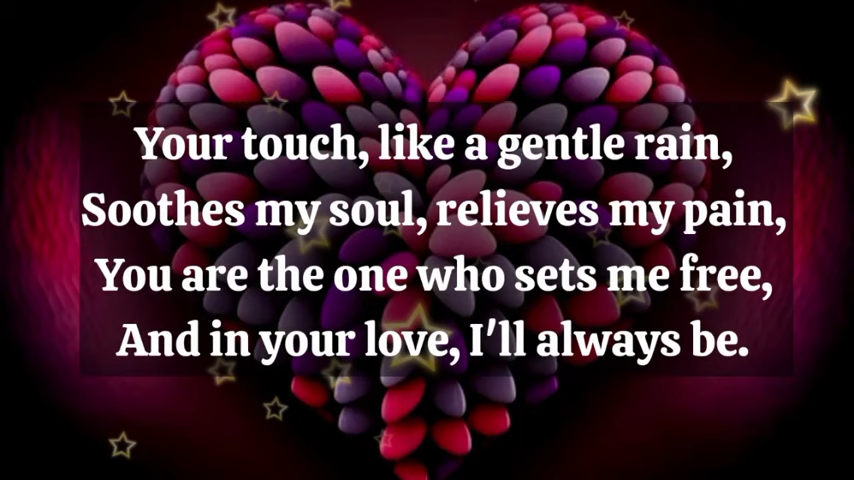 Your touch, like a gentle rain,
Soothes my soul, relieves my pain,
You are the one who sets me free,
And in your love, I'll always be.